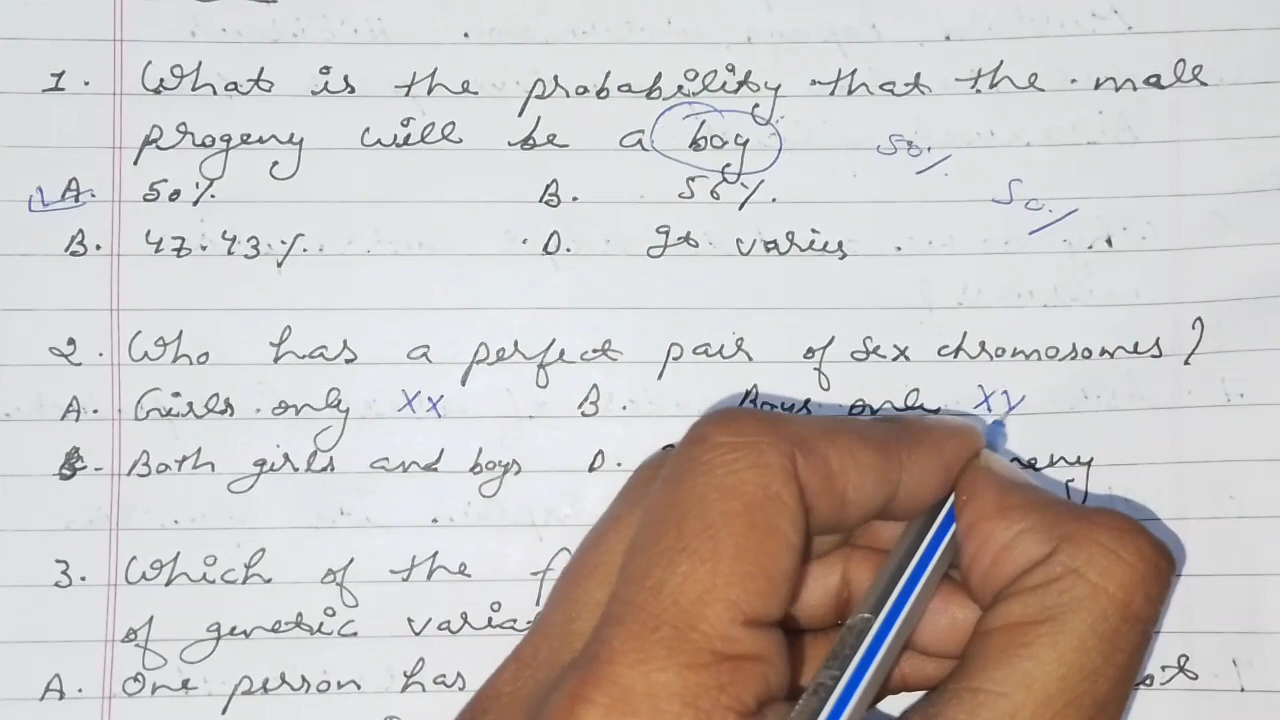 1. What is the probability that the male
progeny will be a boy 50%
A. 50% B. 56%. 50%
B. 47.43%. D. It varies
2. Who has a perfect pair of sex chromosomes?
A. Girls only XX B. Boys only XY
Both girls and boys D.
3. Which of the
of genetic
A. One person has